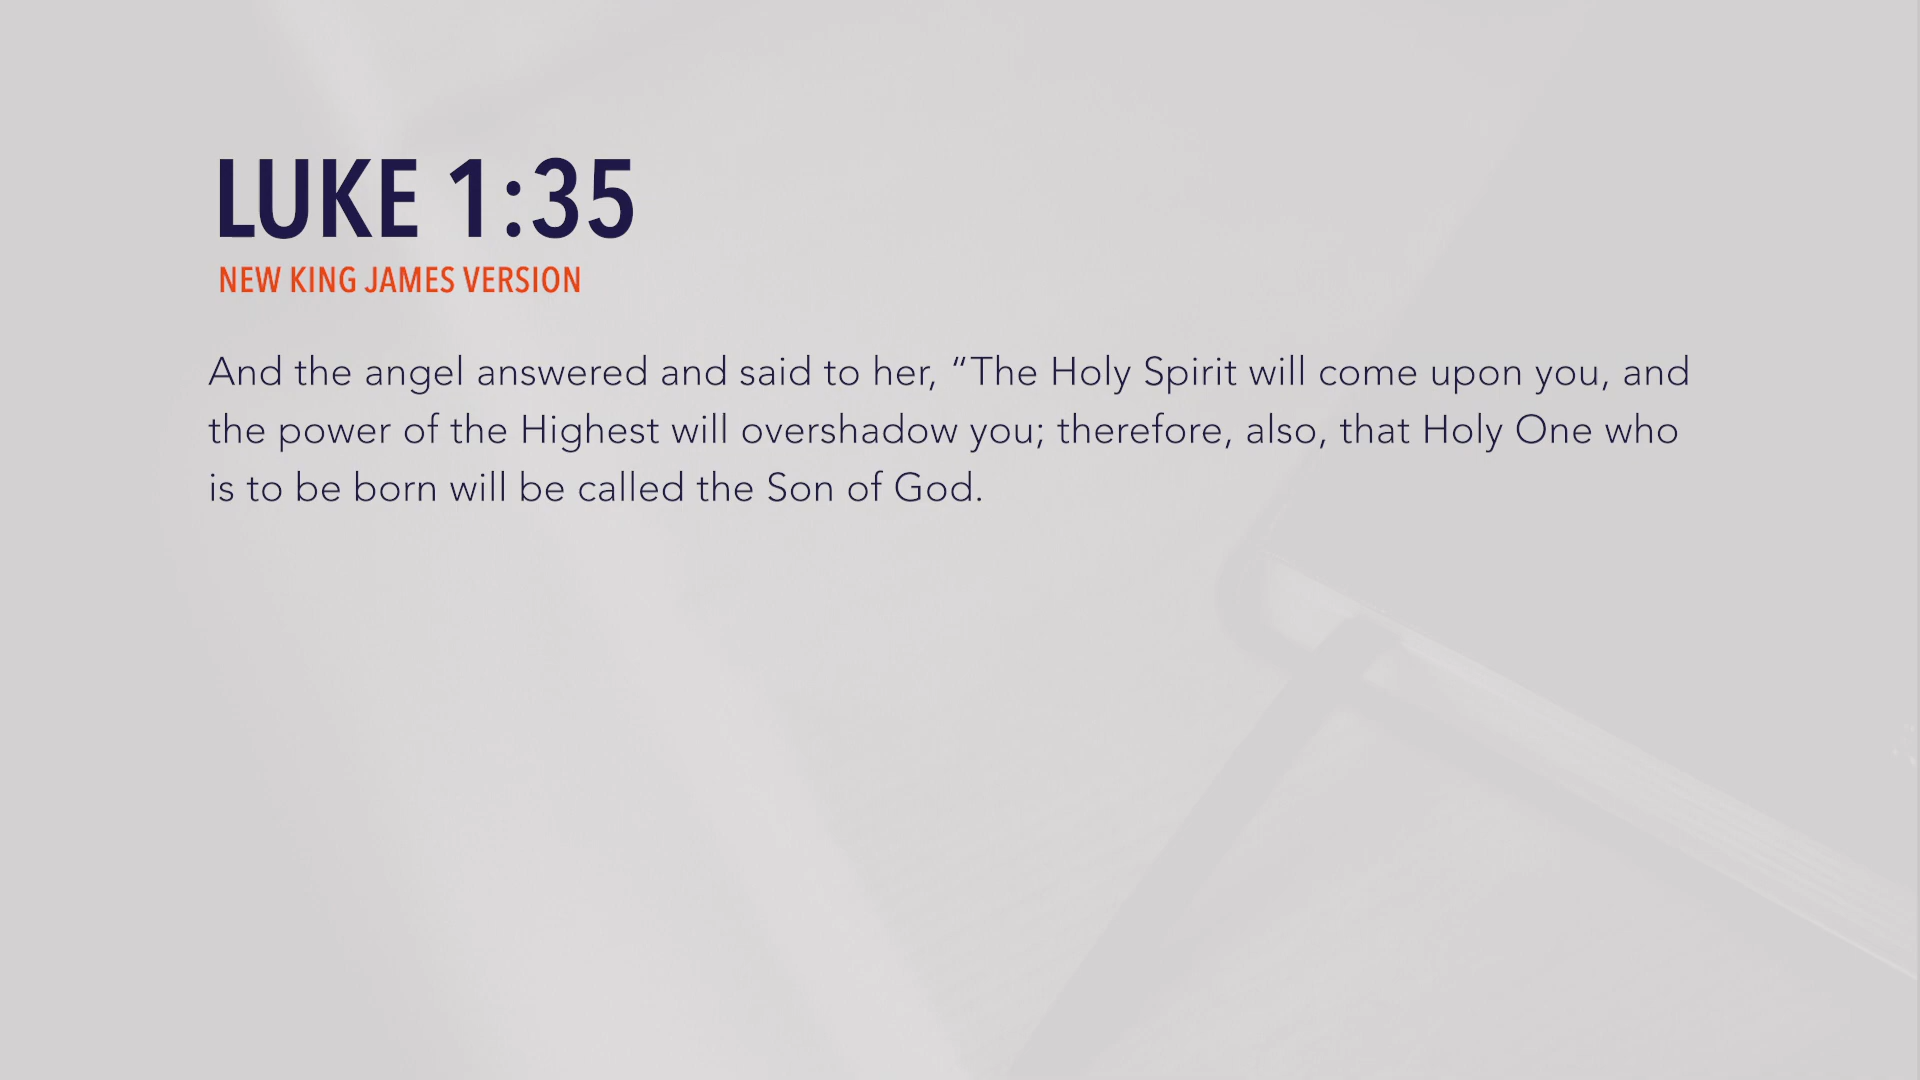 LUKE 1:35
NEW KING JAMES VERSION
And the angel answered and said to her, “The Holy Spirit will come upon you, and
the power of the Highest will overshadow you; therefore, also, that Holy One who
is to be born will be called the Son of God.